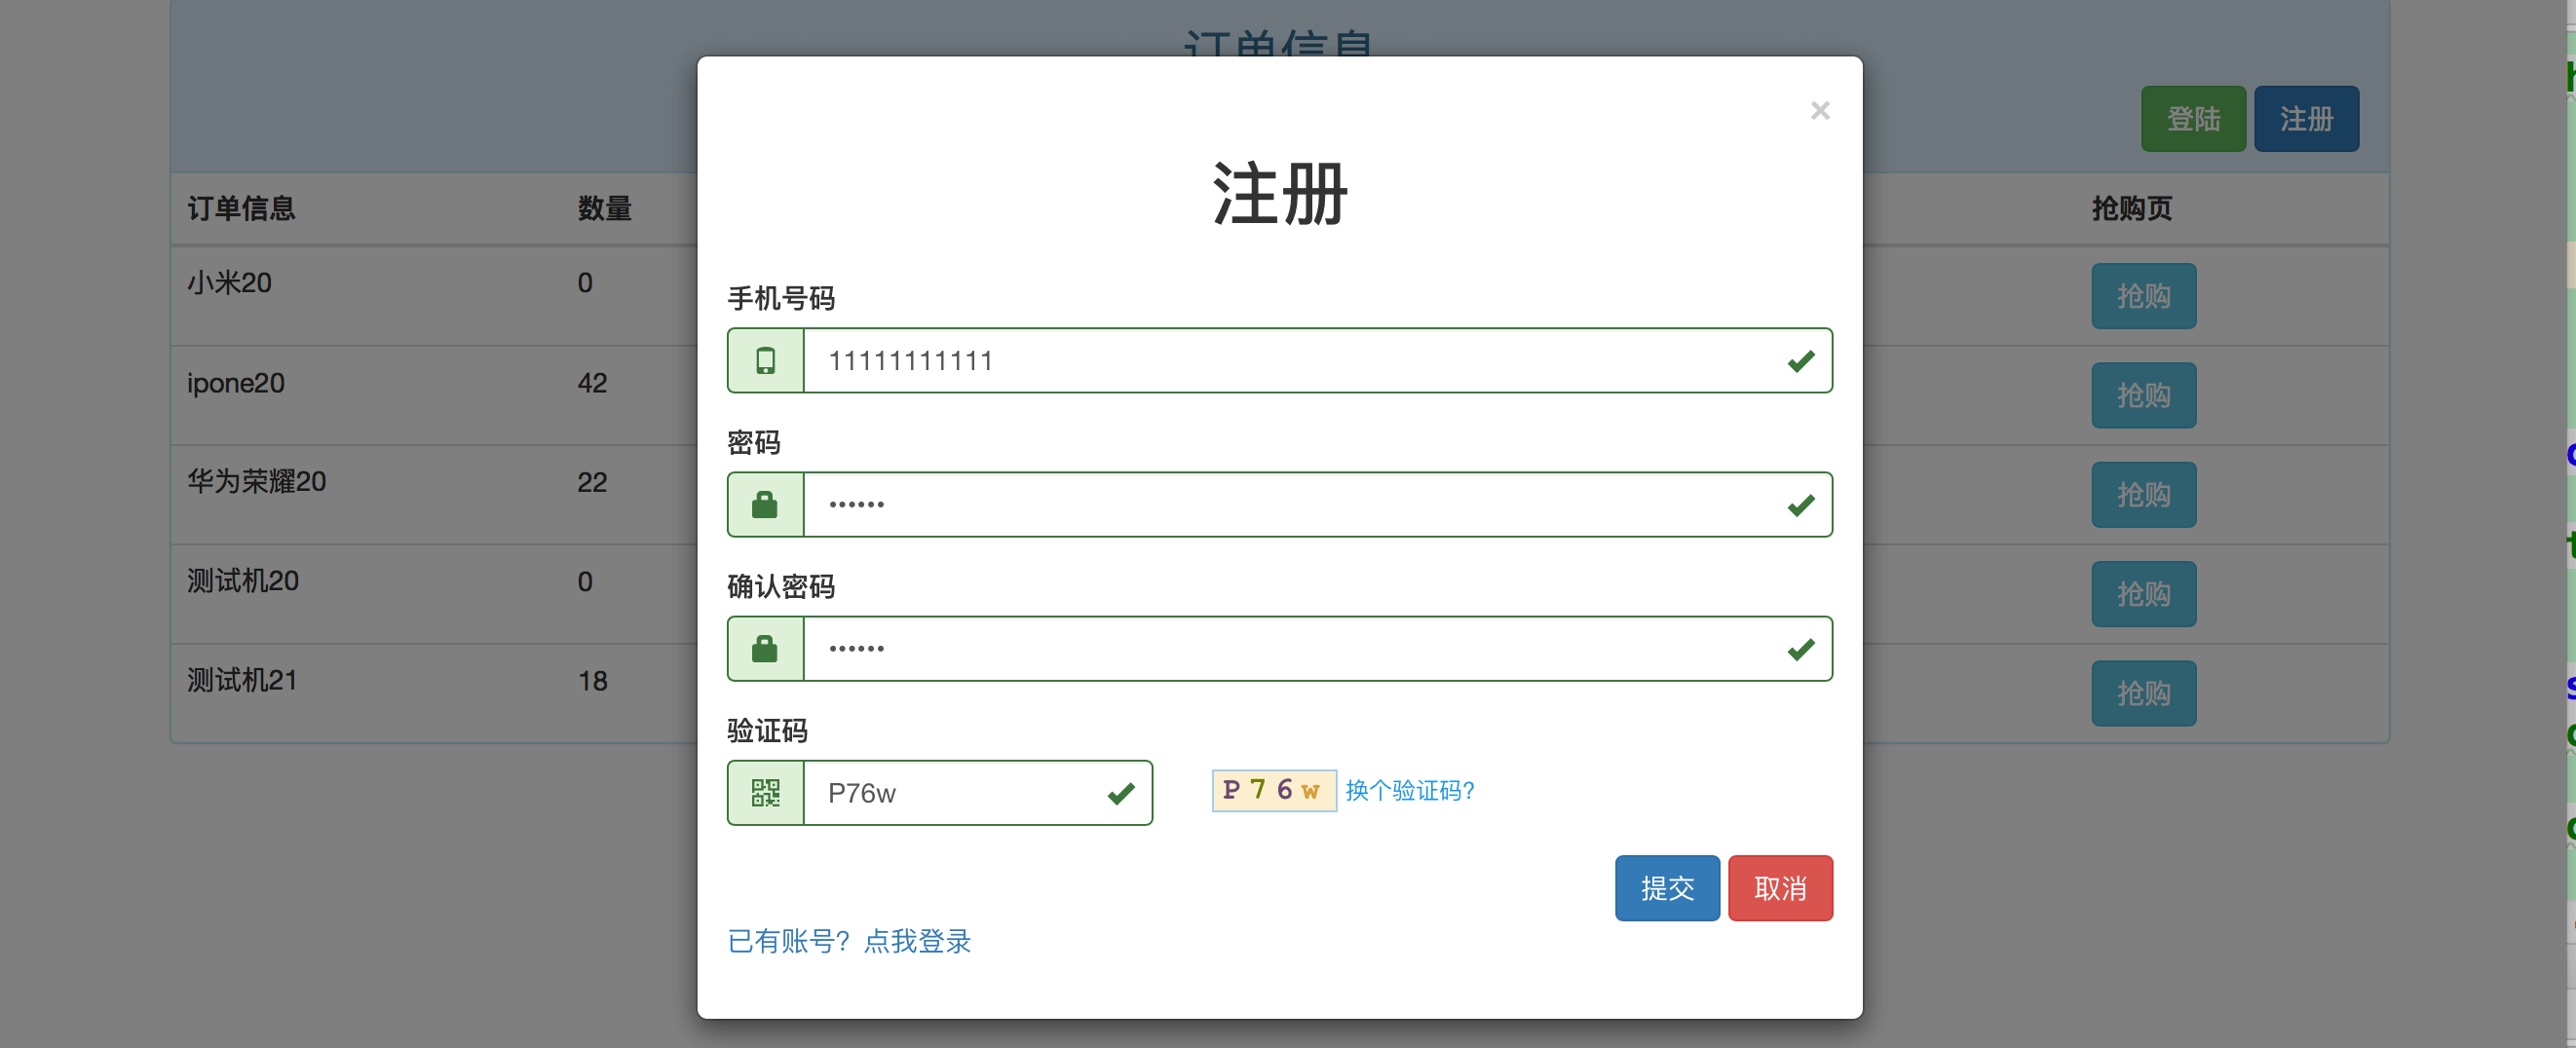 订单信息
登陆 注册
订单信息 数量 抢购页
小米20 0 抢购
ipone20 42 抢购
华为荣耀20 22 抢购
测试机20 0 抢购
测试机21 18 抢购
×
注册
手机号码
11111111111
密码
••••••
确认密码
••••••
验证码
P76w P76w 换个验证码?
提交 取消
已有账号? 点我登录